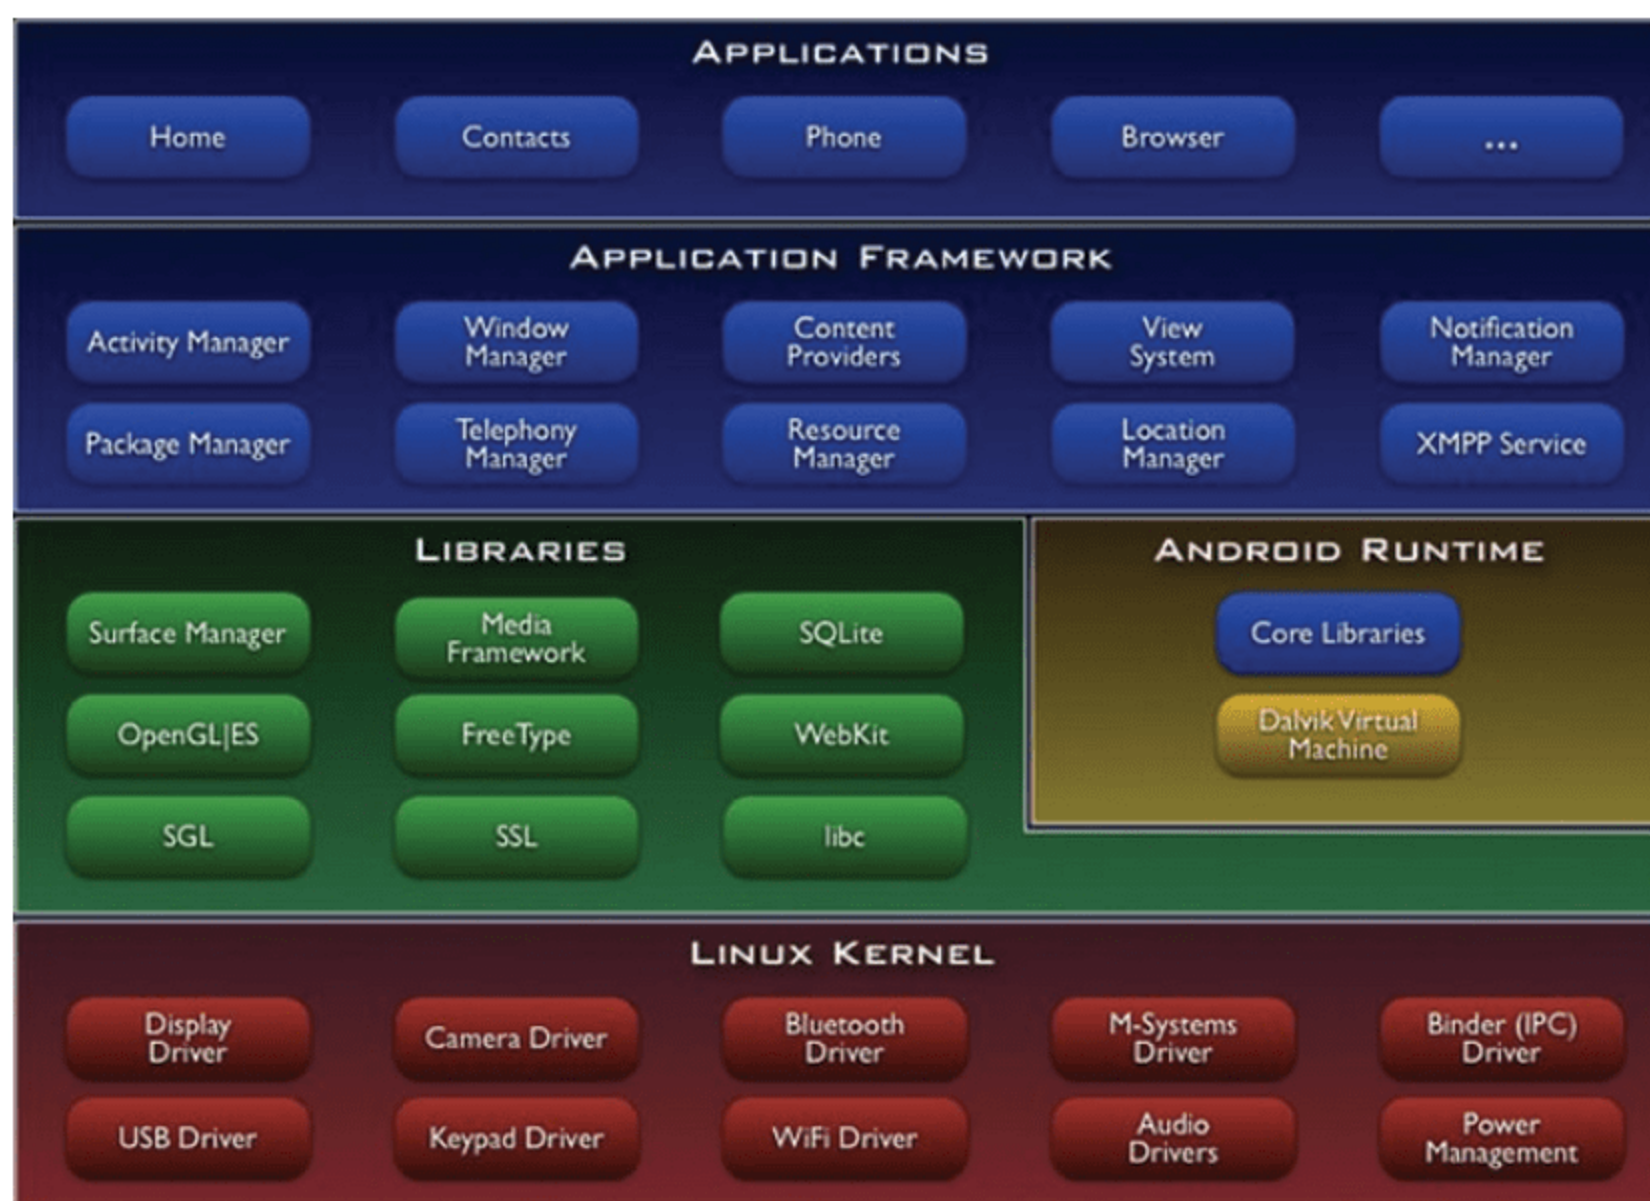 APPLICATIONS
Home
Contacts
Phone
Browser
...
APPLICATION FRAMEWORK
Activity Manager
Window
Manager
Content
Providers
View
System
Notification
Manager
Package Manager
Telephony
Manager
Resource
Manager
Location
Manager
XMPP Service
LIBRARIES
Surface Manager
Media
Framework
SQLite
OpenGL|ES
FreeType
WebKit
SGL
SSL
libc
ANDROID RUNTIME
Core Libraries
Dalvik Virtual
Machine
LINUX KERNEL
Display
Driver
Camera Driver
Bluetooth
Driver
M-Systems
Driver
Binder (IPC)
Driver
USB Driver
Keypad Driver
WiFi Driver
Audio
Drivers
Power
Management